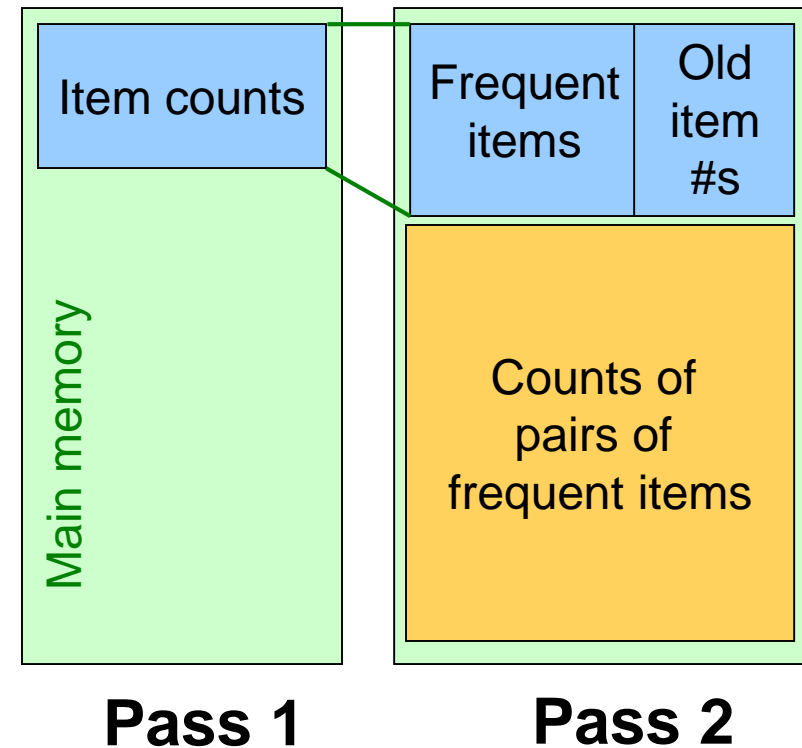 Item counts
Main memory
Frequent
items
Old
item
#s
Counts of
pairs of
frequent items
Pass 1
Pass 2